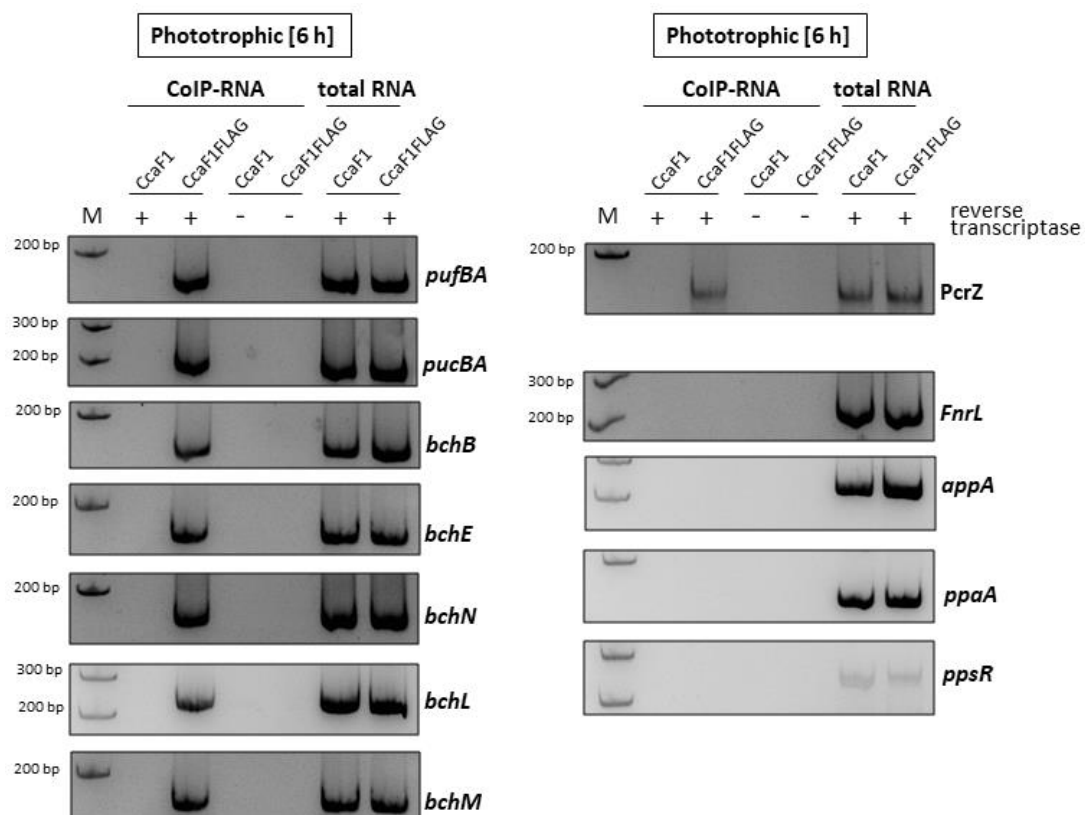 Phototrophic [6 h]
CoIP-RNA total RNA
CcaF1 CcaF1FLAG CcaF1 CcaF1FLAG CcaF1 CcaF1FLAG
M + + - - + +
200 bp pufBA
300 bp
200 bp pucBA
200 bp bchB
200 bp bchE
200 bp bchN
300 bp
200 bp bchL
200 bp bchM
Phototrophic [6 h]
CoIP-RNA total RNA
CcaF1 CcaF1FLAG CcaF1 CcaF1FLAG CcaF1 CcaF1FLAG
M + + - - + + reverse
transcriptase
200 bp PcrZ
300 bp
200 bp FnrL
appA
ppaA
ppsR